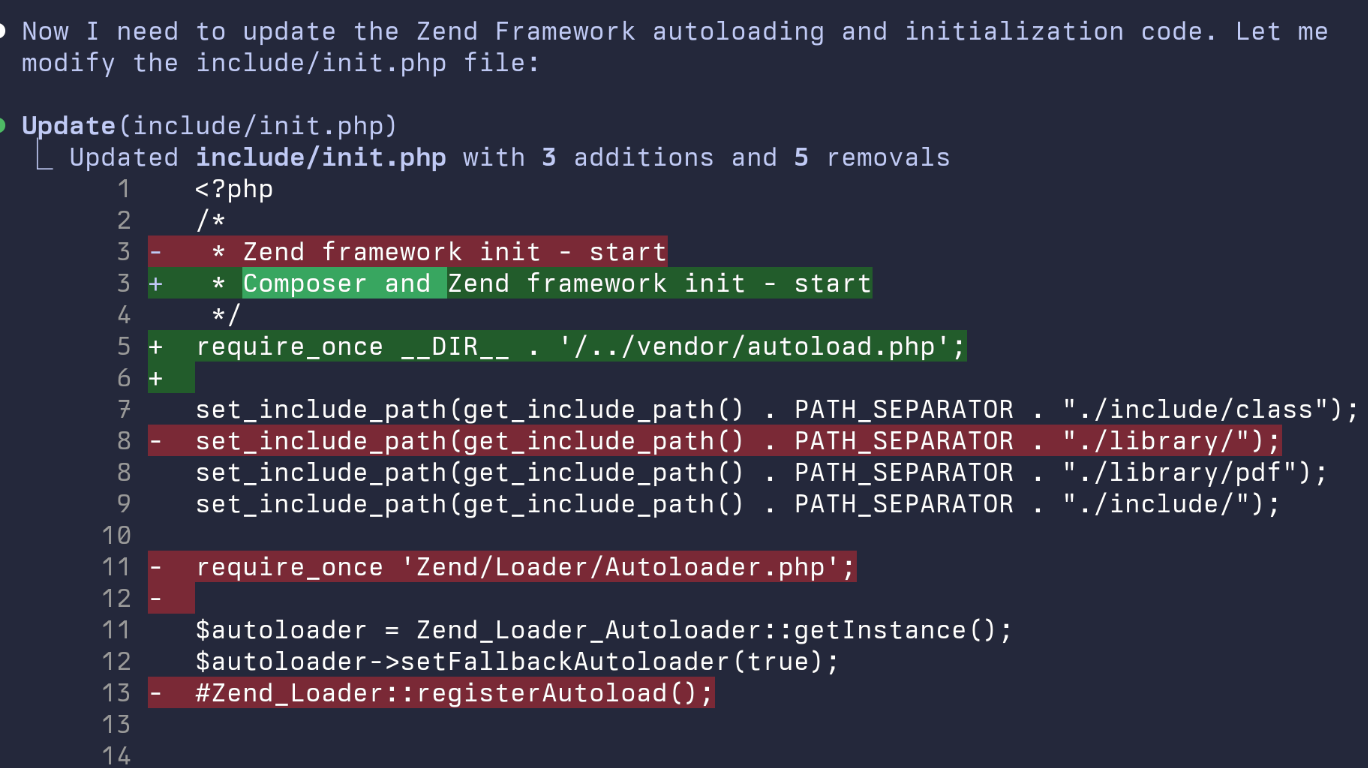 Now I need to update the Zend Framework autoloading and initialization code. Let me
modify the include/init.php file:
Update(include/init.php)
Updated include/init.php with 3 additions and 5 removals
1 <?php
2 /*
3 - * Zend framework init - start
3 + * Composer and Zend framework init - start
4 */
5 + require_once __DIR__ . '/../vendor/autoload.php';
6 +
7 set_include_path(get_include_path() . PATH_SEPARATOR . "./include/class");
8 - set_include_path(get_include_path() . PATH_SEPARATOR . "./library/");
8 set_include_path(get_include_path() . PATH_SEPARATOR . "./library/pdf");
9 set_include_path(get_include_path() . PATH_SEPARATOR . "./include/");
10
11 - require_once 'Zend/Loader/Autoloader.php';
12 -
11 $autoloader = Zend_Loader_Autoloader::getInstance();
12 $autoloader->setFallbackAutoloader(true);
13 - #Zend_Loader::registerAutoload();
13
14